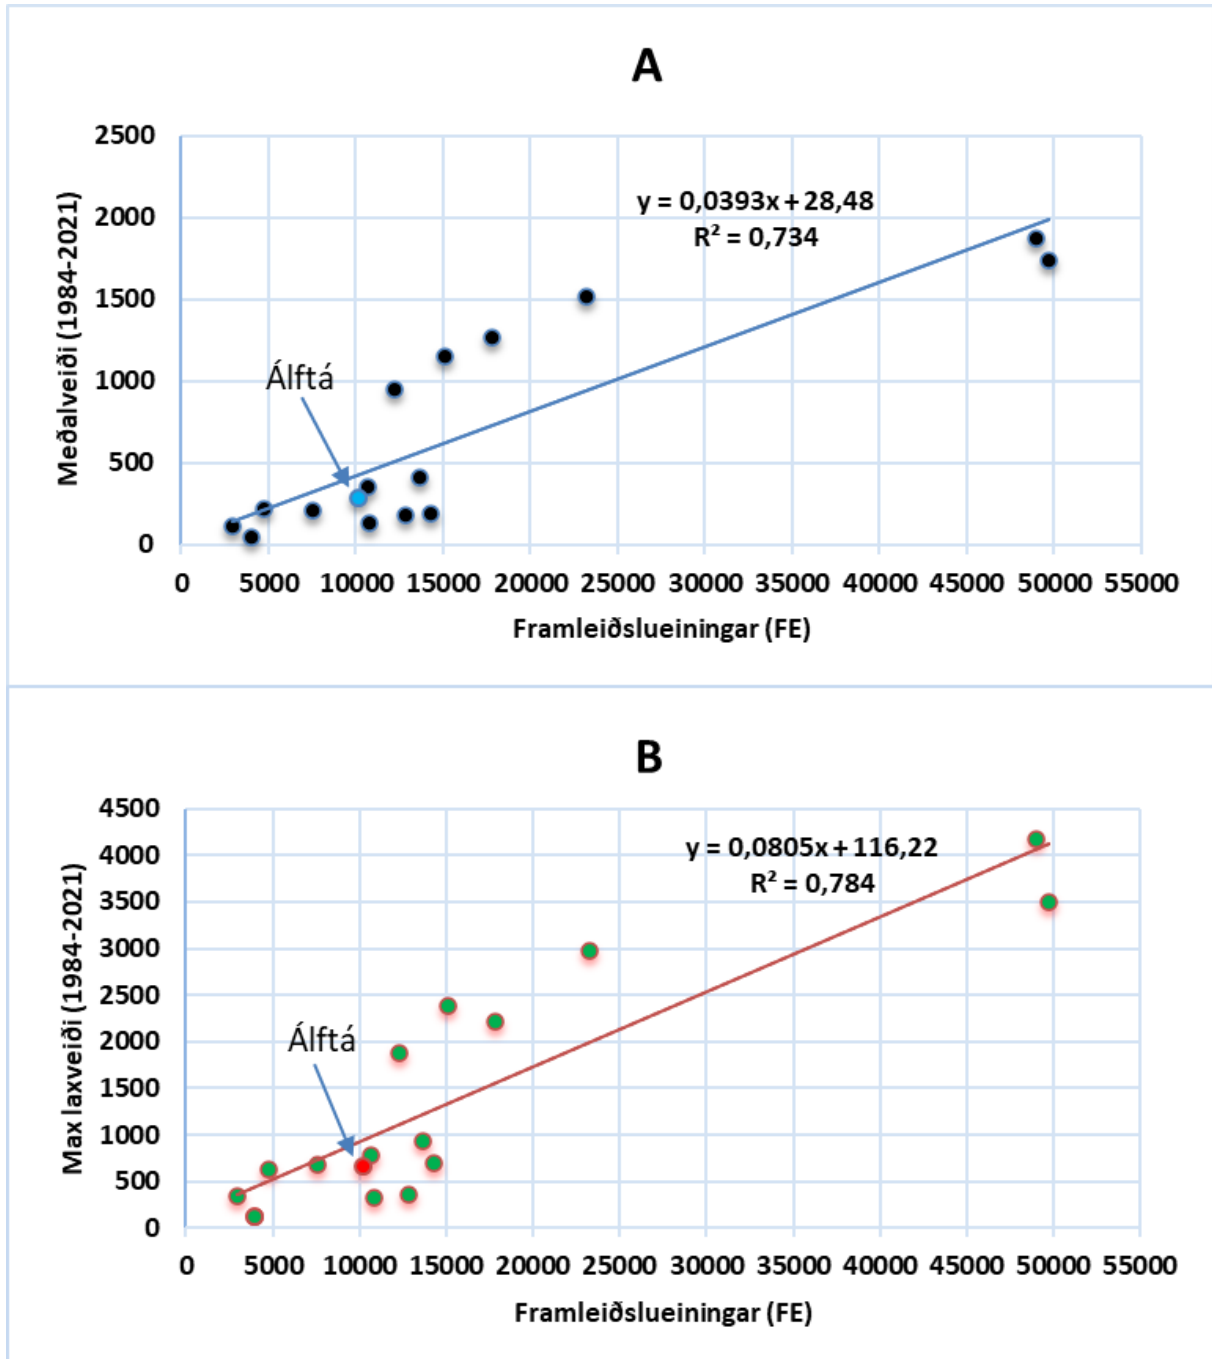 A
2500
2000
1500
1000
500
0
Meðalveiði (1984-2021)
y = 0,0393x + 28,48
R² = 0,734
Álftá
0 5000 10000 15000 20000 25000 30000 35000 40000 45000 50000 55000
Framleiðslueiningar (FE)
B
4500
4000
3500
3000
2500
2000
1500
1000
500
0
Max laxveiði (1984-2021)
y = 0,0805x + 116,22
R² = 0,784
Álftá
0 5000 10000 15000 20000 25000 30000 35000 40000 45000 50000 55000
Framleiðslueiningar (FE)